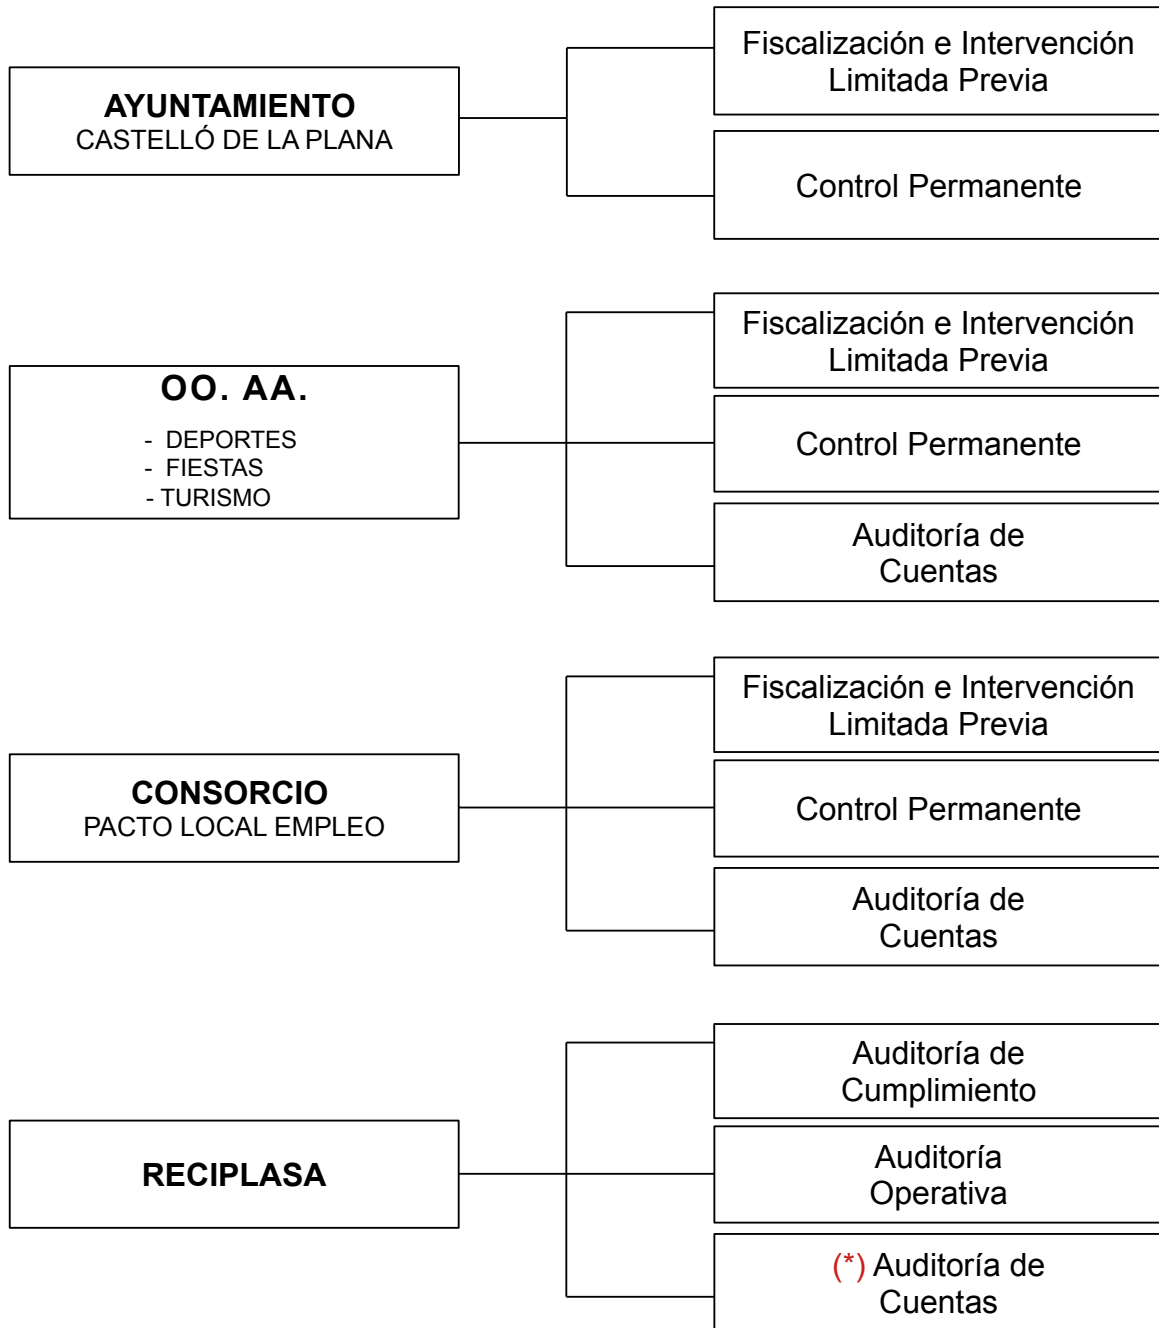 Fiscalización e Intervención
Limitada Previa
AYUNTAMIENTO
CASTELLÓ DE LA PLANA
Control Permanente
Fiscalización e Intervención
Limitada Previa
OO. AA.
- DEPORTES
- FIESTAS
- TURISMO
Control Permanente
Auditoría de
Cuentas
Fiscalización e Intervención
Limitada Previa
CONSORCIO
PACTO LOCAL EMPLEO
Control Permanente
Auditoría de
Cuentas
Auditoría de
Cumplimiento
RECIPLASA
Auditoría
Operativa
(*) Auditoría de
Cuentas